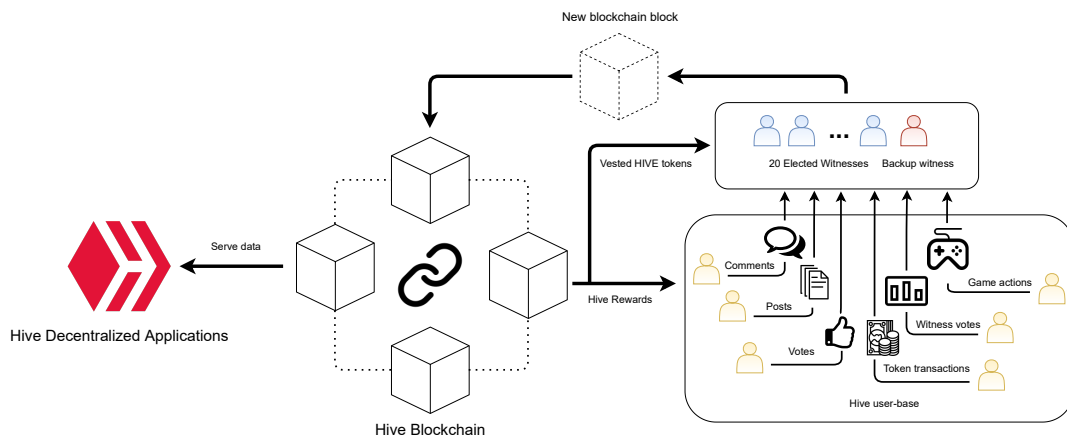 New blockchain block
Vested HIVE tokens
20 Elected Witnesses
Backup witness
Serve data
Hive Decentralized Applications
Hive Rewards
Hive Blockchain
Comments
Posts
Votes
Game actions
Witness votes
Token transactions
Hive user-base